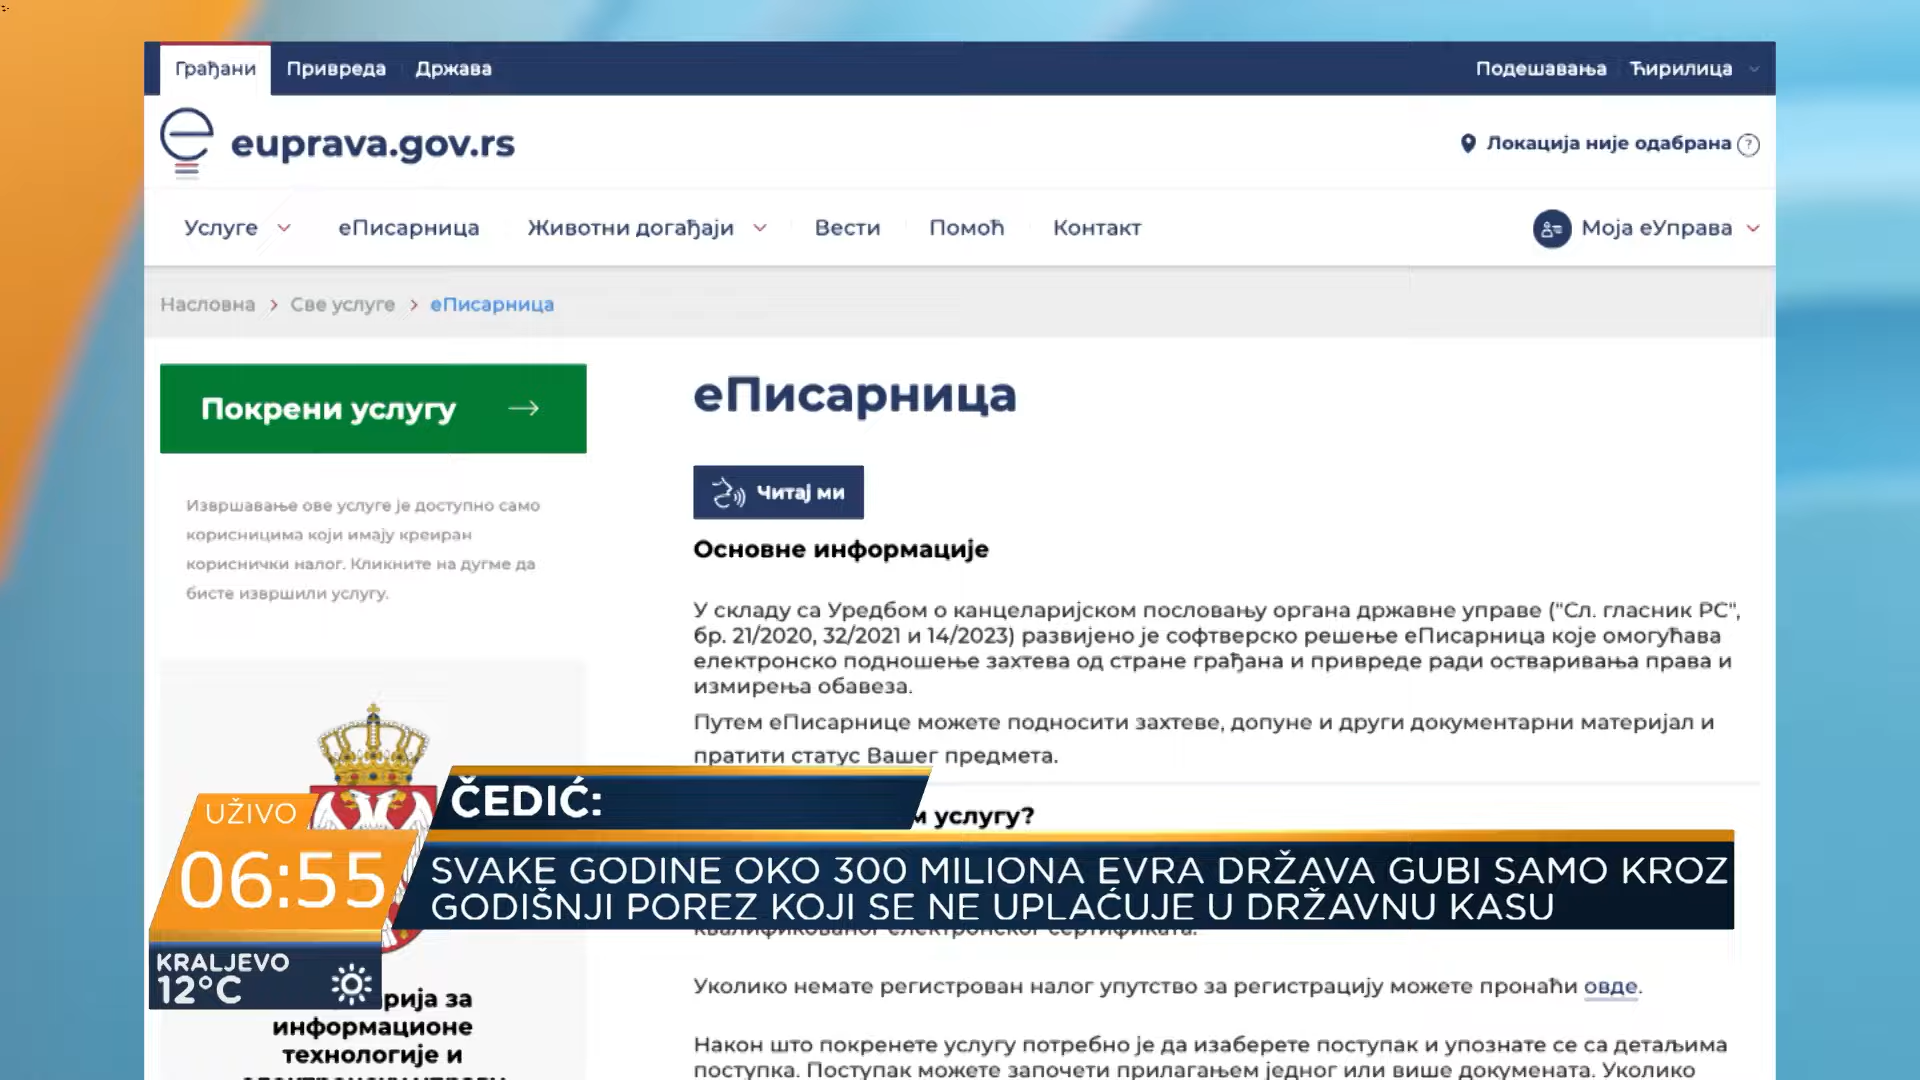 Грађани Привреда Држава Подешавања Ћирилица
euprava.gov.rs Локација није одабрана ?
Услуге еПисарница Животни догађаји Вести Помоћ Контакт Моја еУправа
Насловна > Све услуге > еПисарница
Покрени услугу
Извршавање ове услуге је доступно само
корисницима који имају креиран
кориснички налог. Кликните на дугме да
бисте извршили услугу.
еПисарница
Читај ми
Основне информације
У складу са Уредбом о канцеларијском пословању органа државне управе ("Сл. гласник РС",
бр. 21/2020, 32/2021 и 14/2023) развијено је софтверско решење еПисарница које омогућава
електронско подношење захтева од стране грађана и привреде ради остваривања права и
измирења обавеза.
Путем еПисарнице можете подносити захтеве, допуне и други документарни материјал и
пратити статус Вашег предмета.
услугу?
ČEDIĆ:
UŽIVO
06:55
SVAKE GODINE OKO 300 MILIONA EVRA DRŽAVA GUBI SAMO KROZ
GODIŠNJI POREZ KOJI SE NE UPLAĆUJE U DRŽAVNU KASU
квалификованог електронског сертификата.
KRALJEVO
12°C
за
информационе
технологије и
Уколико немате регистрован налог упутство за регистрацију можете пронаћи овде.
Након што покренете услугу потребно је да изаберете поступак и упознате се са детаљима
поступка. Поступак можете започети прилагањем једног или више докумената. Уколико